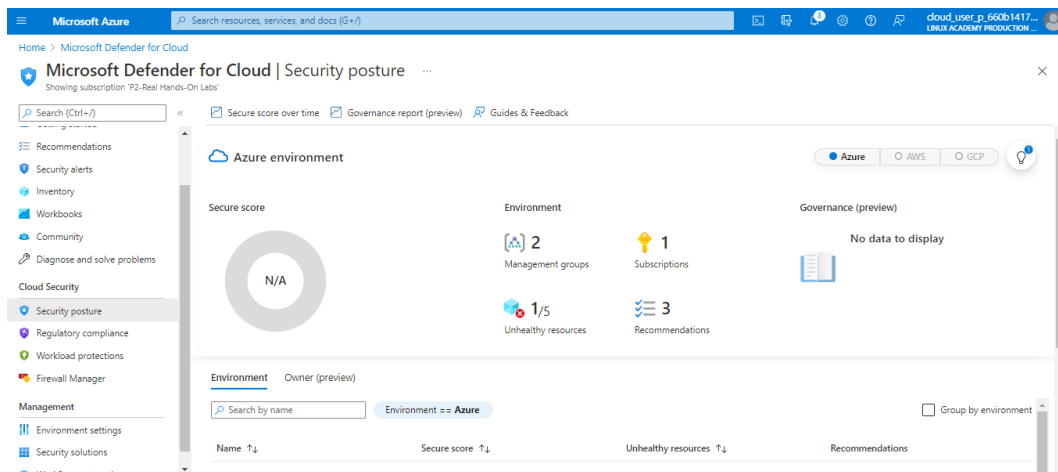 Microsoft Azure
Search resources, services, and docs (G+/)
8
cloud_user_p_660b1417...
LINUX ACADEMY PRODUCTION ...
Home > Microsoft Defender for Cloud
Microsoft Defender for Cloud | Security posture ...
Showing subscription 'P2-Real Hands-On Labs'
Search (Ctrl+/)
«
Secure score over time
Governance report (preview)
Guides & Feedback
Recommendations
Security alerts
Inventory
Workbooks
Community
Diagnose and solve problems
Cloud Security
Security posture
Regulatory compliance
Workload protections
Firewall Manager
Management
Environment settings
Security solutions
Azure environment
Azure
AWS
GCP
1
Secure score
N/A
Environment
2
Management groups
1
Subscriptions
1/5
Unhealthy resources
3
Recommendations
Governance (preview)
No data to display
Environment
Owner (preview)
Search by name
Environment == Azure
Group by environment
Name ↑↓
Secure score ↑↓
Unhealthy resources ↑↓
Recommendations